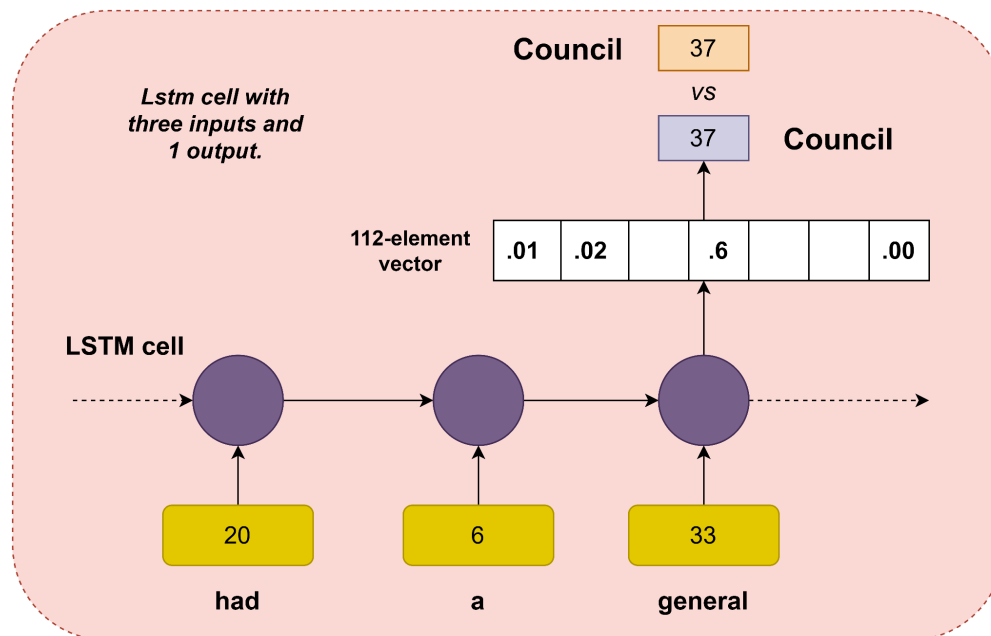 Council 37
vs
37 Council
Lstm cell with
three inputs and
1 output.
112-element
vector
.01 .02 .6 .00
LSTM cell
20 6 33
had a general